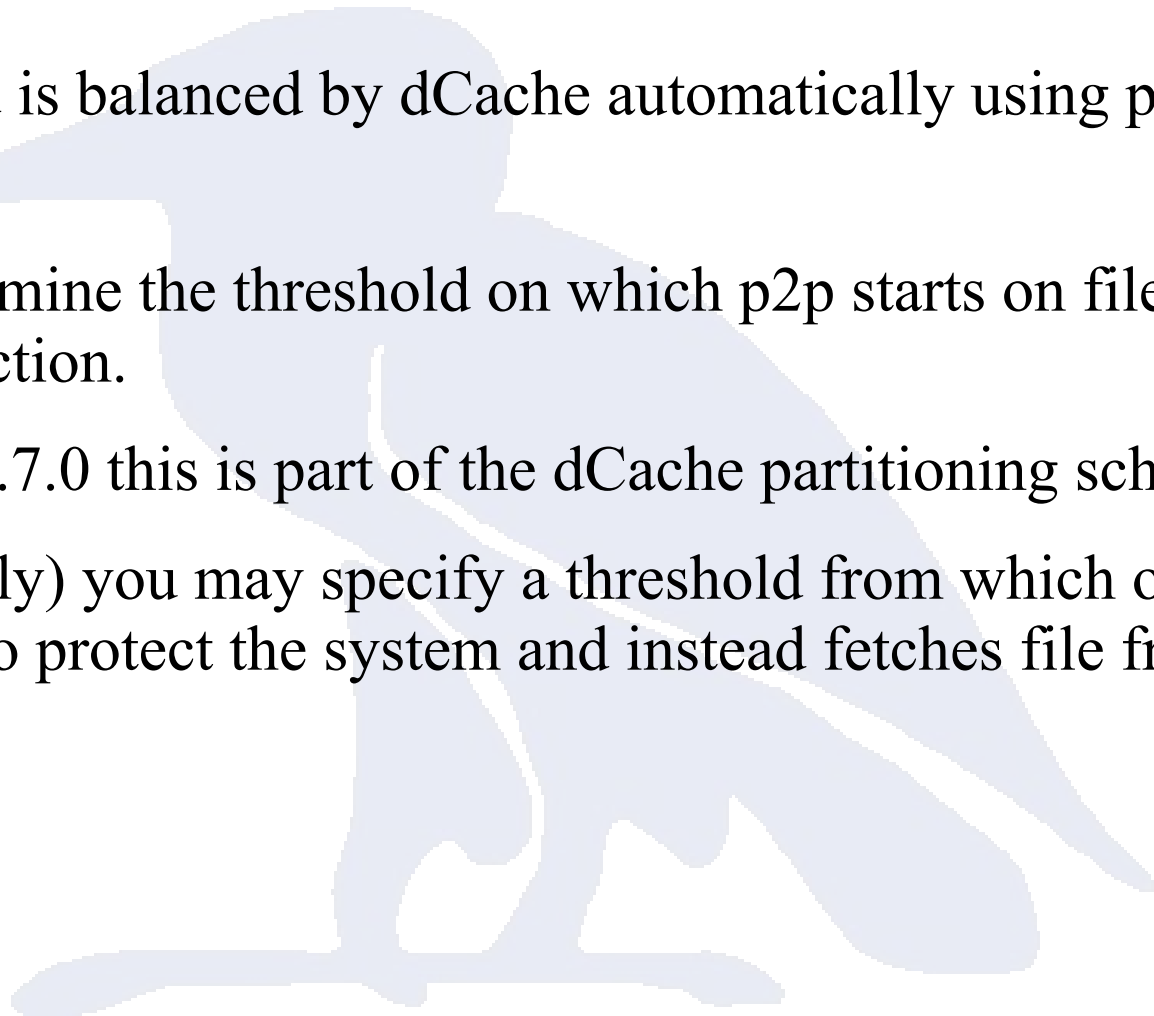 is balanced by dCache automatically using p
mine the threshold on which p2p starts on file
ction.
.7.0 this is part of the dCache partitioning sch
ly) you may specify a threshold from which o
o protect the system and instead fetches file fr